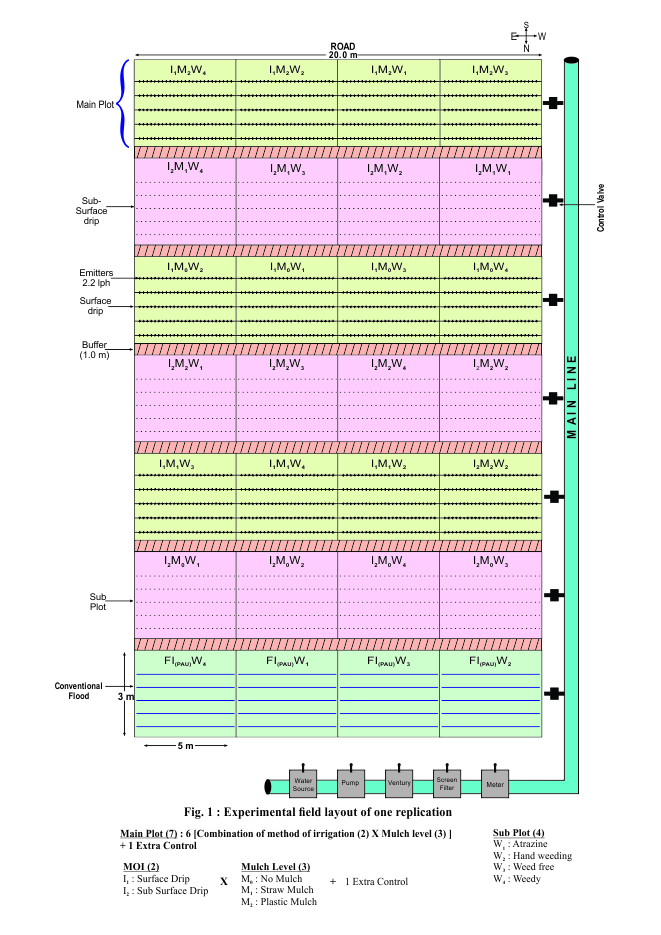 S
E W
N
ROAD
20.0 m
I₁M₂W₄ I₁M₂W₂ I₁M₂W₁ I₁M₂W₃
Main Plot
I₂M₁W₄ I₂M₁W₃ I₂M₁W₂ I₂M₁W₁
Control Valve
Sub-
Surface
drip
Emitters
2.2 lph
I₁M₀W₂ I₁M₀W₁ I₁M₀W₃ I₁M₀W₄
Surface
drip
Buffer
(1.0 m)
I₂M₂W₁ I₂M₂W₃ I₂M₂W₄ I₂M₂W₂
MAIN LINE
I₁M₁W₃ I₁M₁W₄ I₁M₁W₂ I₂M₂W₂
I₂M₀W₁ I₂M₀W₂ I₂M₀W₄ I₂M₀W₃
Sub
Plot
FI(PAU)W₄ FI(PAU)W₁ FI(PAU)W₃ FI(PAU)W₂
Conventional
Flood
3 m
5 m
Water
Source
Pump
Ventury
Screen
Filter
Meter
Fig. 1 : Experimental field layout of one replication
Main Plot (7) : 6 [Combination of method of irrigation (2) X Mulch level (3) ]
+ 1 Extra Control
Sub Plot (4)
W₁ : Atrazine
W₂ : Hand weeding
W₃ : Weed free
W₄ : Weedy
MOI (2)
I₁ : Surface Drip
I₂ : Sub Surface Drip
X
Mulch Level (3)
M₀ : No Mulch
M₁ : Straw Mulch
M₂ : Plastic Mulch
+ 1 Extra Control